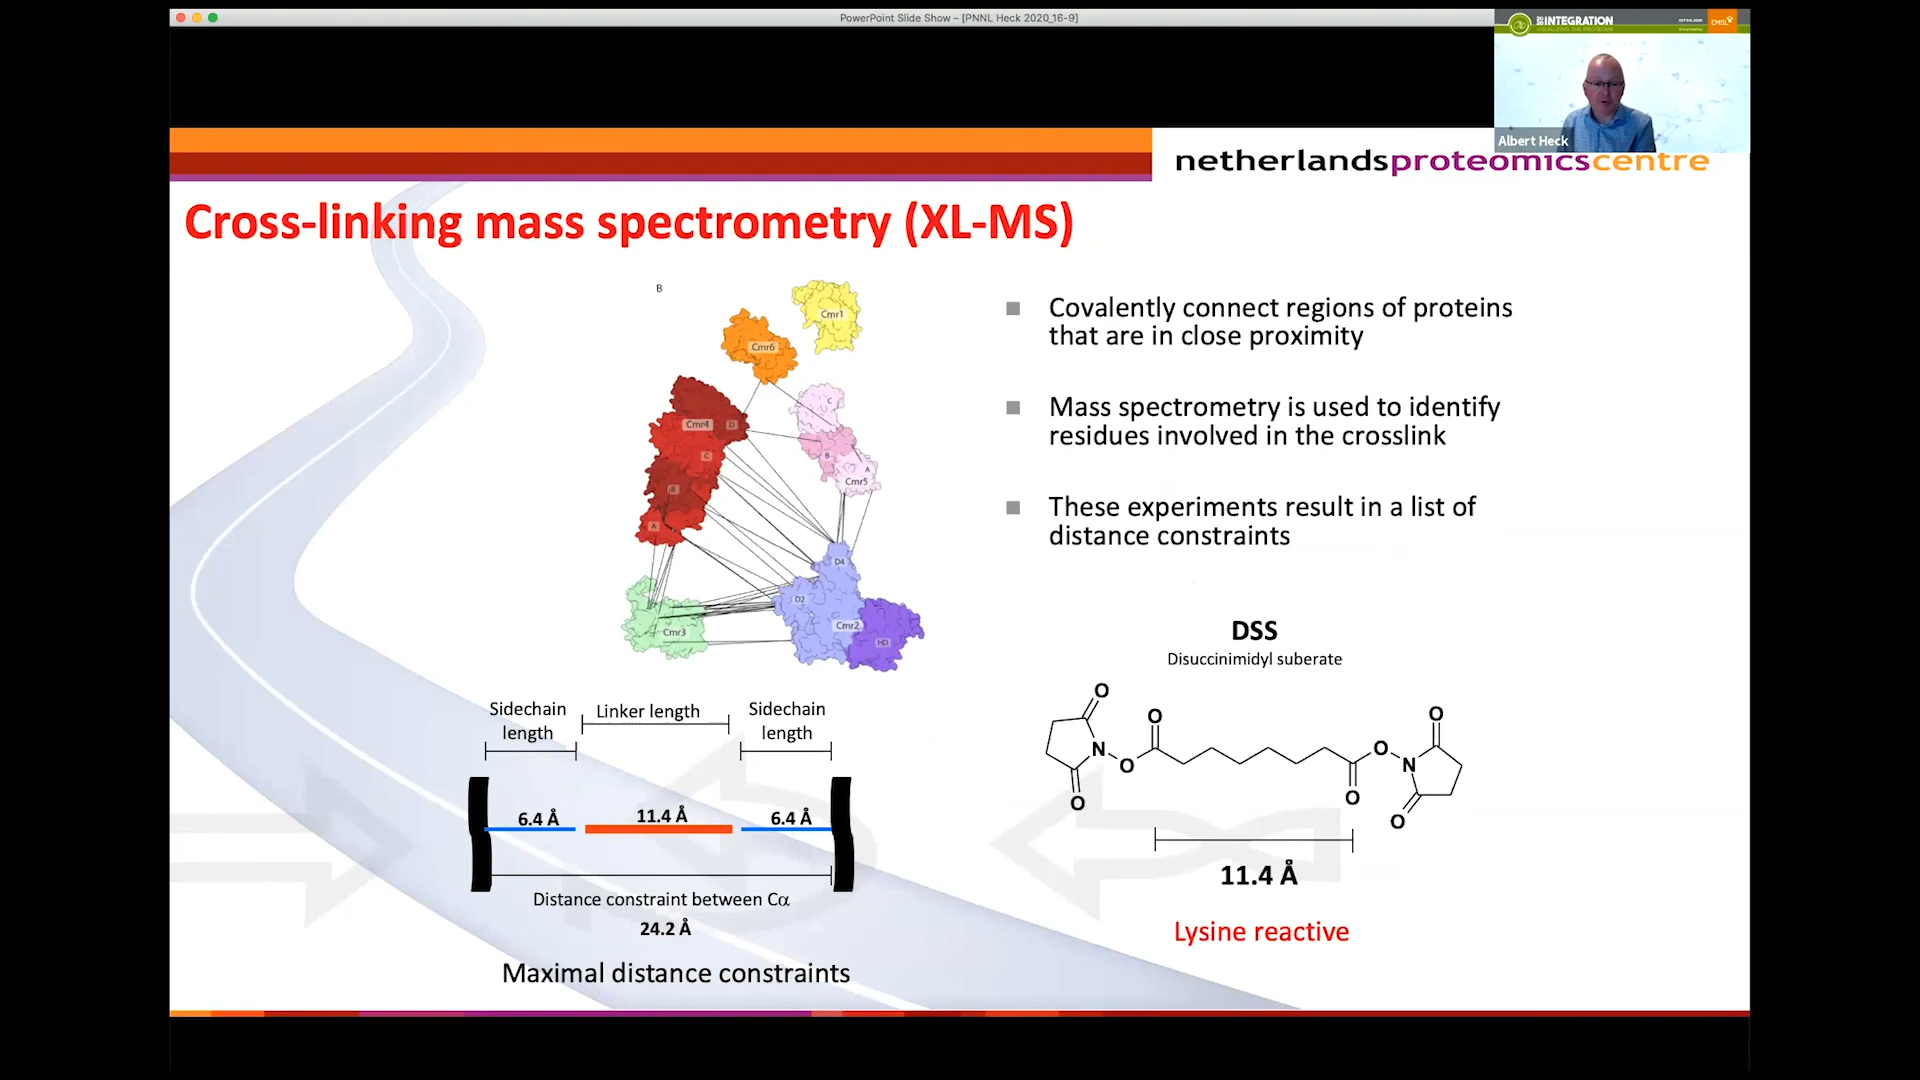 PowerPoint Slide Show – [PNNL Heck 2020_16-9]
INTEGRATION
EMSL
Albert Heck
netherlandsproteomicscentre
Cross-linking mass spectrometry (XL-MS)
B
Cmr1
Cmr6
Cmr4
D
C
B
A
C
B
A
Cmr5
D4
D2
Cmr2
HD
Cmr3
Covalently connect regions of proteins
that are in close proximity
Mass spectrometry is used to identify
residues involved in the crosslink
These experiments result in a list of
distance constraints
Sidechain
length
Linker length
Sidechain
length
6.4 Å
11.4 Å
6.4 Å
Distance constraint between Cα
24.2 Å
Maximal distance constraints
DSS
Disuccinimidyl suberate
O
O
N
O
O
O
O
N
O
O
11.4 Å
Lysine reactive